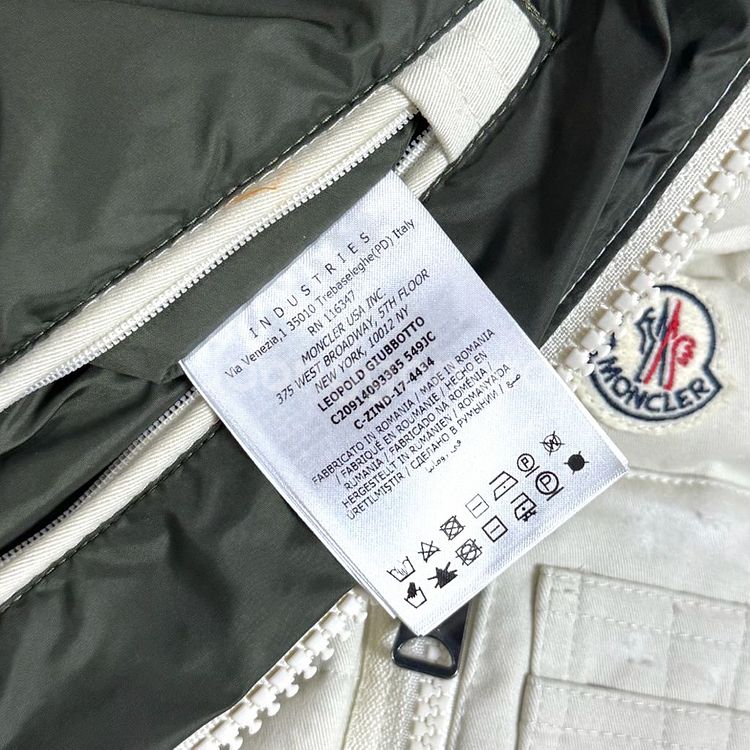 INDUSTRIES
Via Venezia,1 35010 Trebaseleghe(PD) Italy
RN 116347
MONCLER USA INC
375 WEST BROADWAY, 5TH FLOOR
NEW YORK, 10012 NY
LEOPOLD GIUBBOTTO
C20914093385 549JC
C-ZIND-17-4434
FABBRICATO IN ROMANIA / MADE IN ROMANIA
/ FABRIQUÉ EN ROUMANIE / HECHO EN
RUMANIA / FABRICADO NA ROMÉNIA /
HERGESTELLT IN RUMÄNIEN / ROMANYA'DA
ÜRETILMIŞTIR / СДЕЛАНО В РУМЫНИИ /
P
P
MONCLER